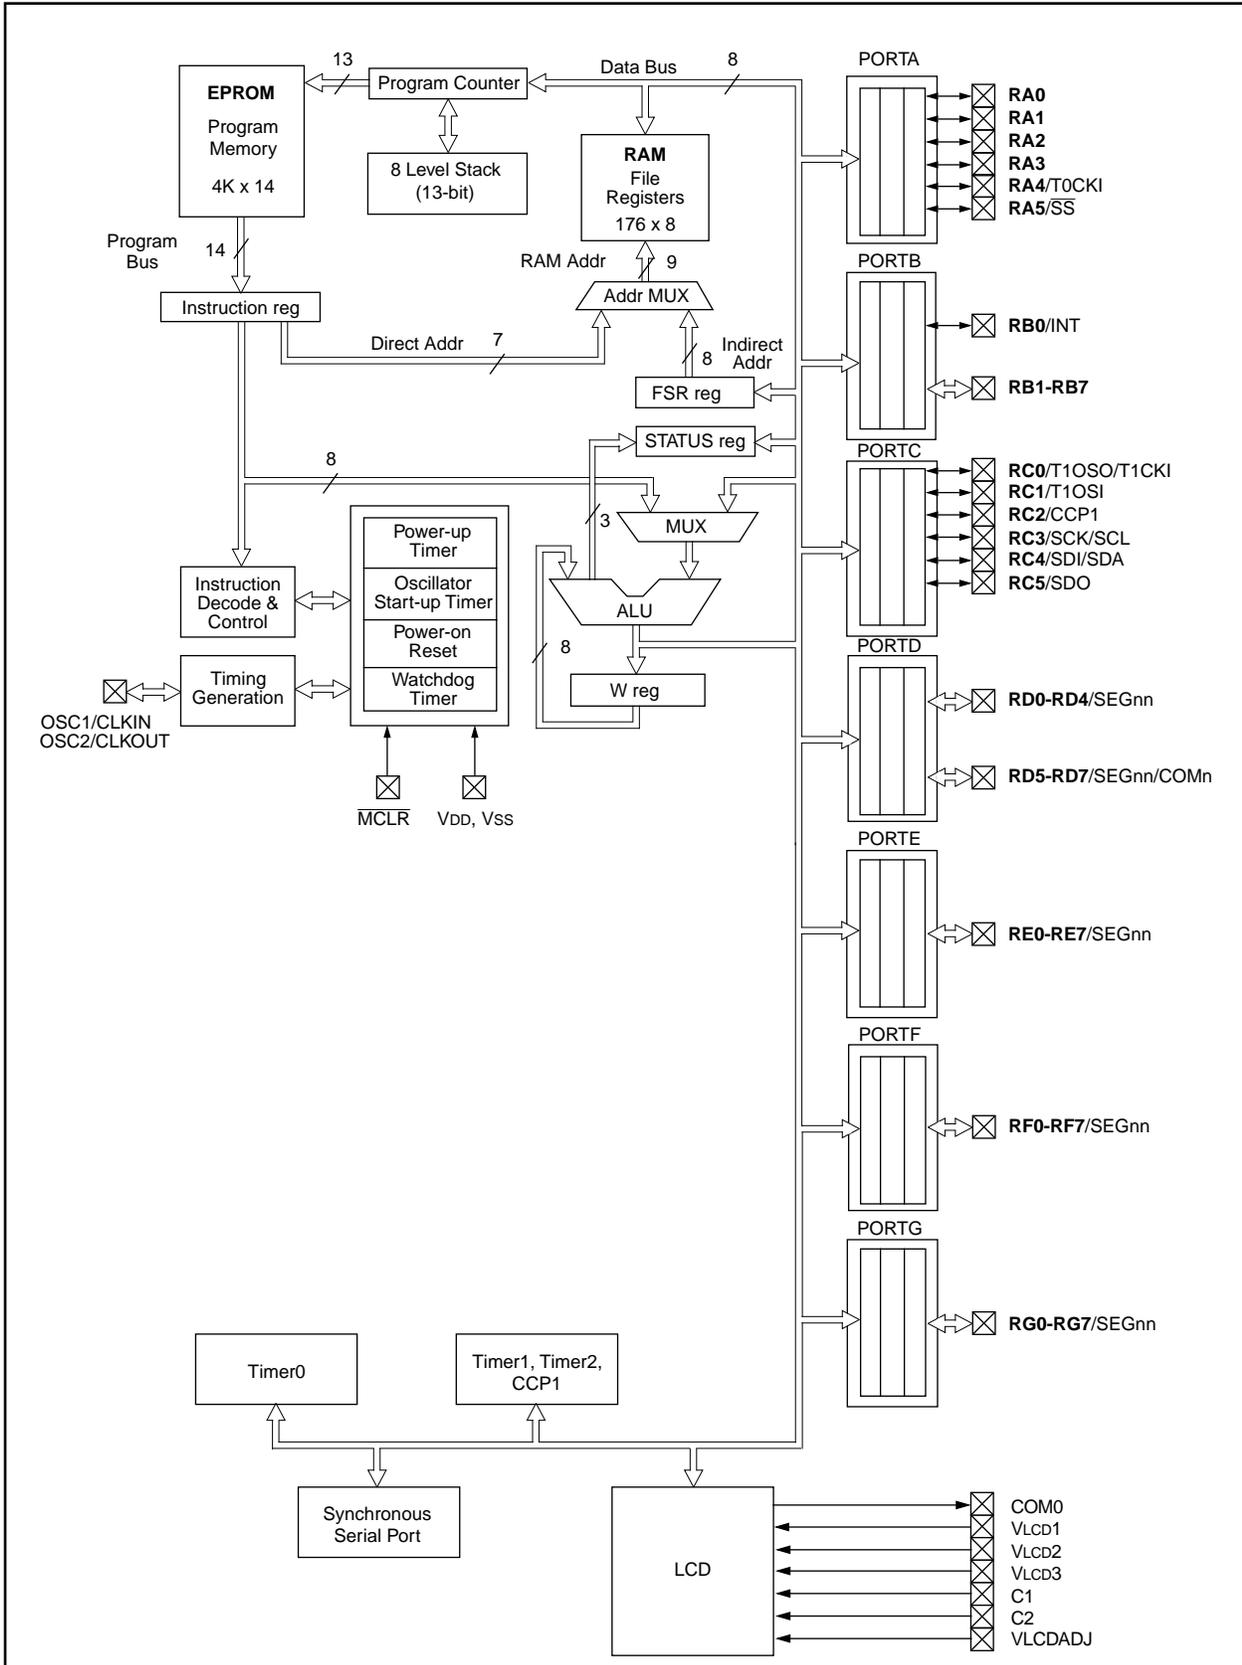 13
Program Counter
Data Bus
8
EPROM
Program
Memory
4K x 14
8 Level Stack
(13-bit)
RAM
File
Registers
176 x 8
Program
Bus
14
RAM Addr
9
Instruction reg
Addr MUX
Direct Addr
7
8
Indirect
Addr
FSR reg
STATUS reg
8
3
MUX
Power-up
Timer
Oscillator
Start-up Timer
Power-on
Reset
Watchdog
Timer
Instruction
Decode &
Control
ALU
8
W reg
Timing
Generation
OSC1/CLKIN
OSC2/CLKOUT
MCLR
VDD, VSS
PORTA
RA0
RA1
RA2
RA3
RA4/T0CKI
RA5/SS
PORTB
RB0/INT
RB1-RB7
PORTC
RC0/T1OSO/T1CKI
RC1/T1OSI
RC2/CCP1
RC3/SCK/SCL
RC4/SDI/SDA
RC5/SDO
PORTD
RD0-RD4/SEGnn
RD5-RD7/SEGnn/COMn
PORTE
RE0-RE7/SEGnn
PORTF
RF0-RF7/SEGnn
PORTG
RG0-RG7/SEGnn
Timer0
Timer1, Timer2,
CCP1
Synchronous
Serial Port
LCD
COM0
VLCD1
VLCD2
VLCD3
C1
C2
VLCDADJ